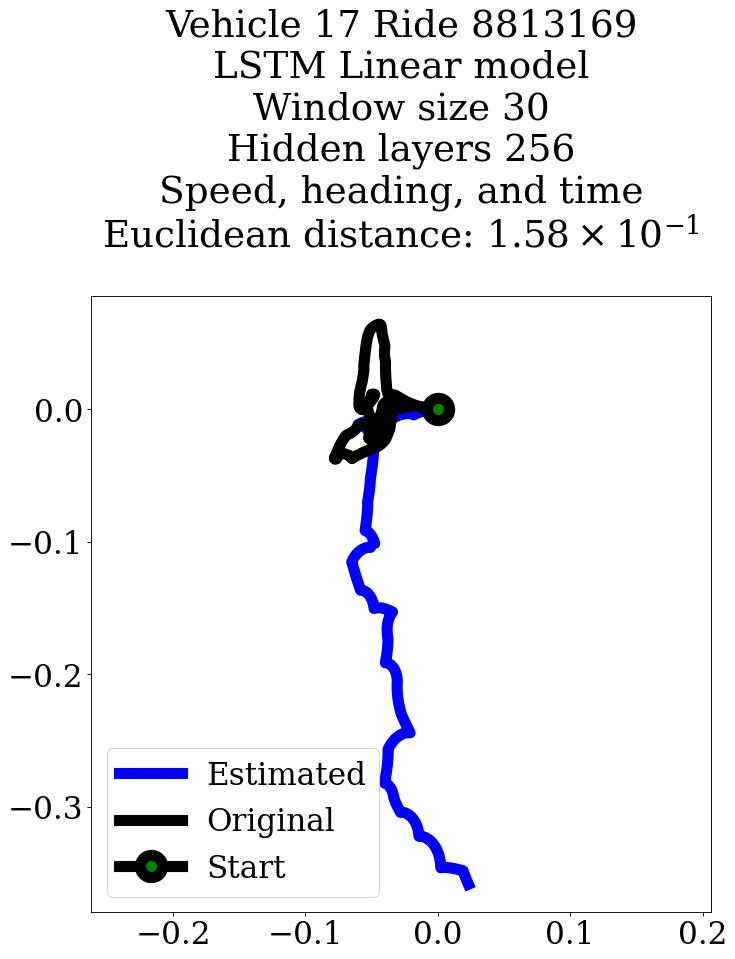 Vehicle 17 Ride 8813169
LSTM Linear model
Window size 30
Hidden layers 256
Speed, heading, and time
Euclidean distance: 1.58 × 10⁻¹
0.0
−0.1
−0.2
−0.3
Estimated
Original
Start
−0.2 −0.1 0.0 0.1 0.2